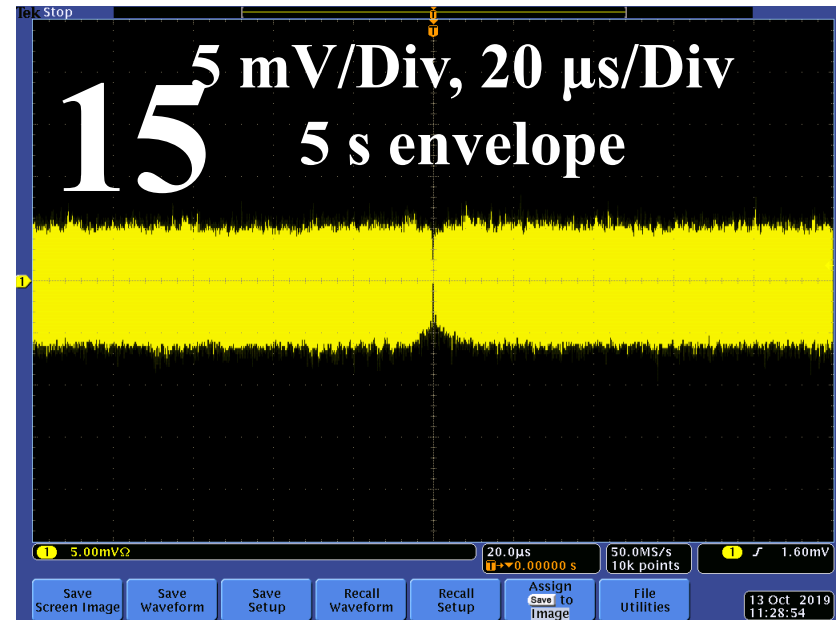 Tek Stop
T
T
15
5 mV/Div, 20 µs/Div
5 s envelope
1
1 5.00mVΩ
20.0µs
T→▼0.00000 s
50.0MS/s
10k points
1 ƒ 1.60mV
Save
Screen Image
Save
Waveform
Save
Setup
Recall
Waveform
Recall
Setup
Assign
Save to
Image
File
Utilities
13 Oct 2019
11:28:54